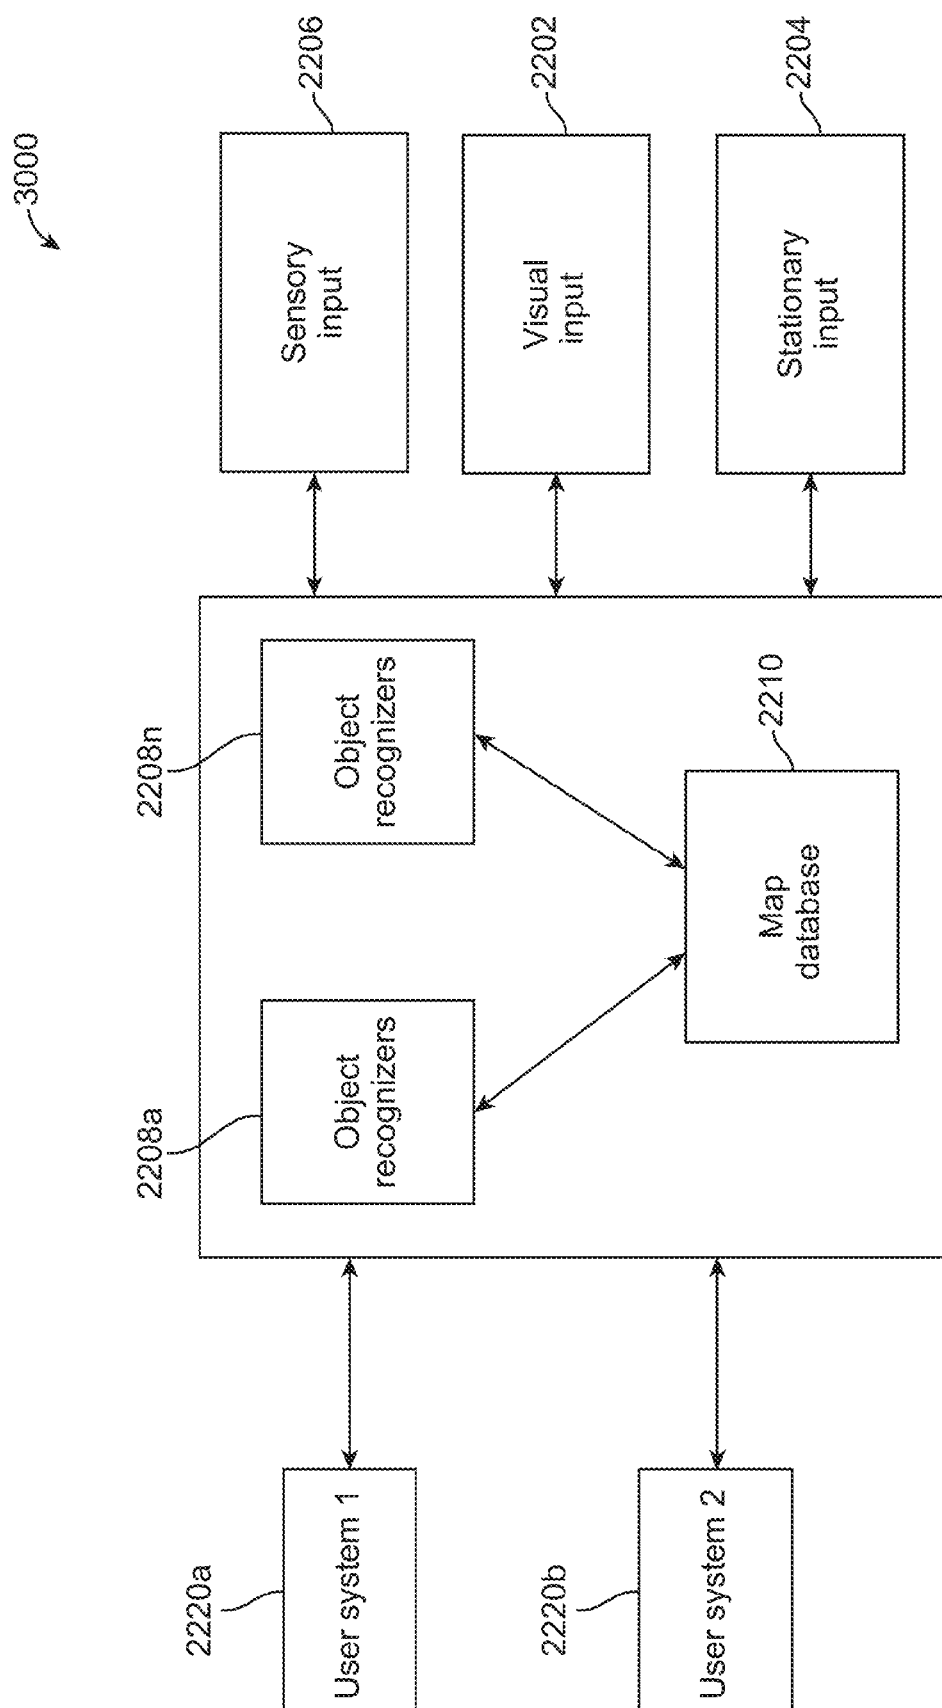 3000
2206
Sensory
input
2202
Visual
input
2204
Stationary
input
2208n
Object
recognizers
2208a
Object
recognizers
2210
Map
database
2220a
User system 1
2220b
User system 2